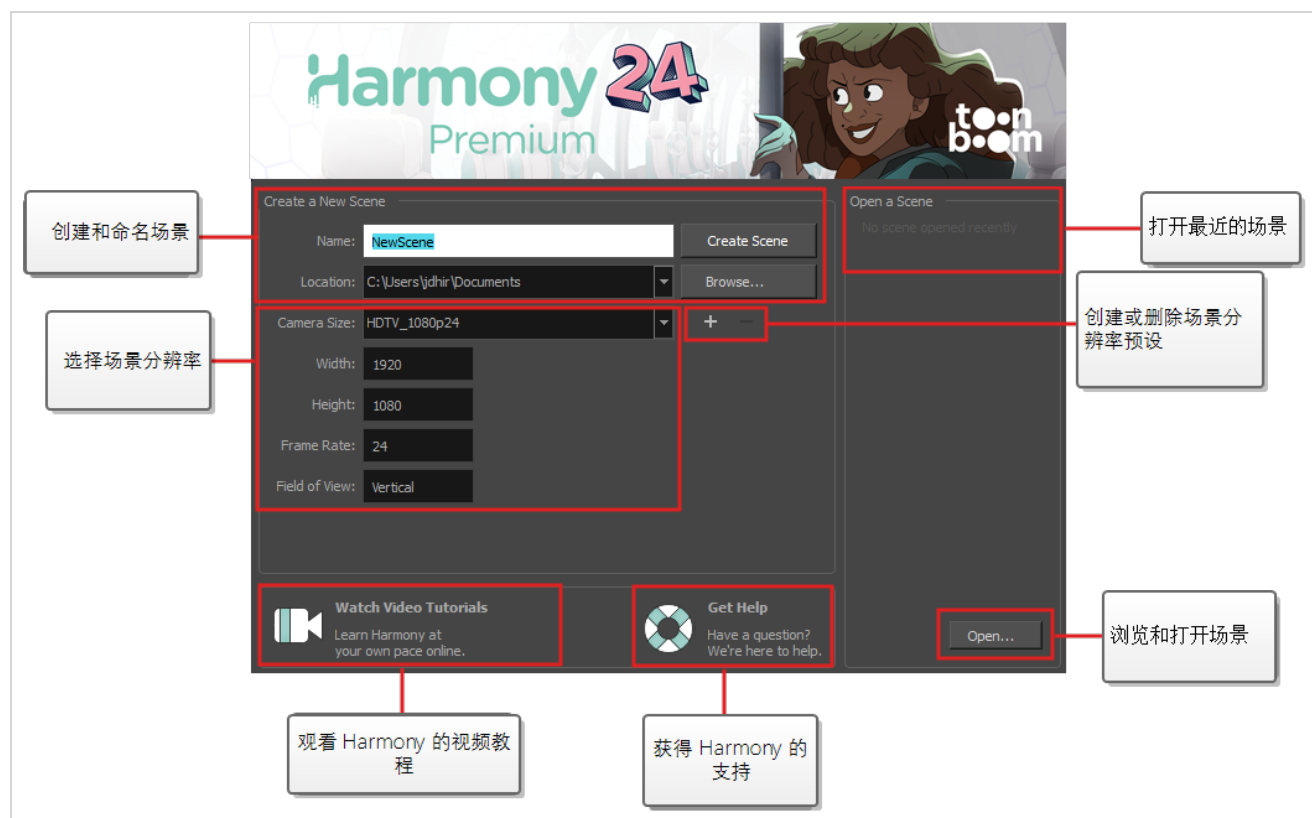 Harmony 24
Premium
toon
boom
创建和命名场景
Create a New Scene
Open a Scene
打开最近的场景
Name:
NewScene
Create Scene
No scene opened recently
Location:
C:\Users\jdhir\Documents
Browse...
选择场景分辨率
Camera Size:
HDTV_1080p24
+ −
创建或删除场景分
辨率预设
Width:
1920
Height:
1080
Frame Rate:
24
Field of View:
Vertical
Watch Video Tutorials
Learn Harmony at
your own pace online.
Get Help
Have a question?
We're here to help.
Open...
浏览和打开场景
观看 Harmony 的视频教
程
获得 Harmony 的
支持